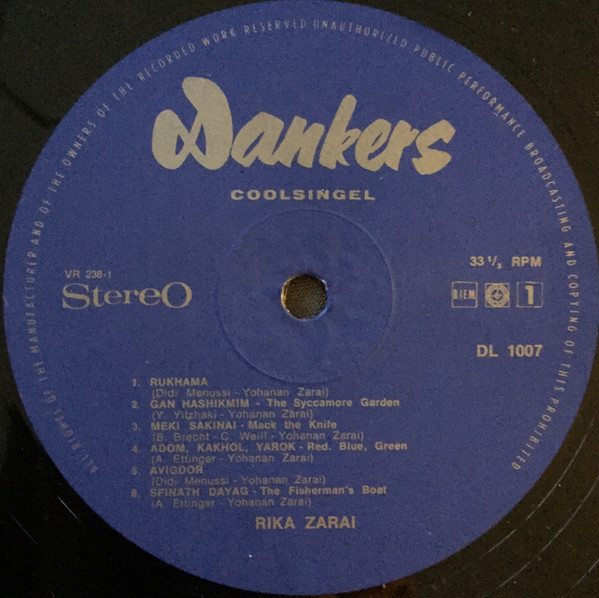 ALL RIGHTS OF THE MANUFACTURER AND OF THE OWNERS OF THE RECORDED WORK RESERVED UNAUTHORIZED PUBLIC PERFORMANCE BROADCASTING AND COPYING OF THIS PROHIBITED
Dankers
COOLSINGEL
VR 238-1
Stereo
33 1/3 RPM
BIEM
1
DL 1007
1. RUKHAMA
(Didi Menussi - Yohanan Zarai)
2. GAN HASHIKMIM - The Syccamore Garden
(Y. Yitzhaki - Yohanan Zarai)
3. MEKI SAKINAI - Mack the Knife
(B. Brecht - C. Weill - Yohanan Zarai)
4. ADOM, KAKHOL, YAROK - Red. Blue, Green
(A. Ettinger - Yohanan Zarai)
5. AVIGDOR
(Didi Menussi - Yohanan Zarai)
6. SFINATH DAYAG - The Fisherman's Boat
(A. Ettinger - Yohanan Zarai)
RIKA ZARAI